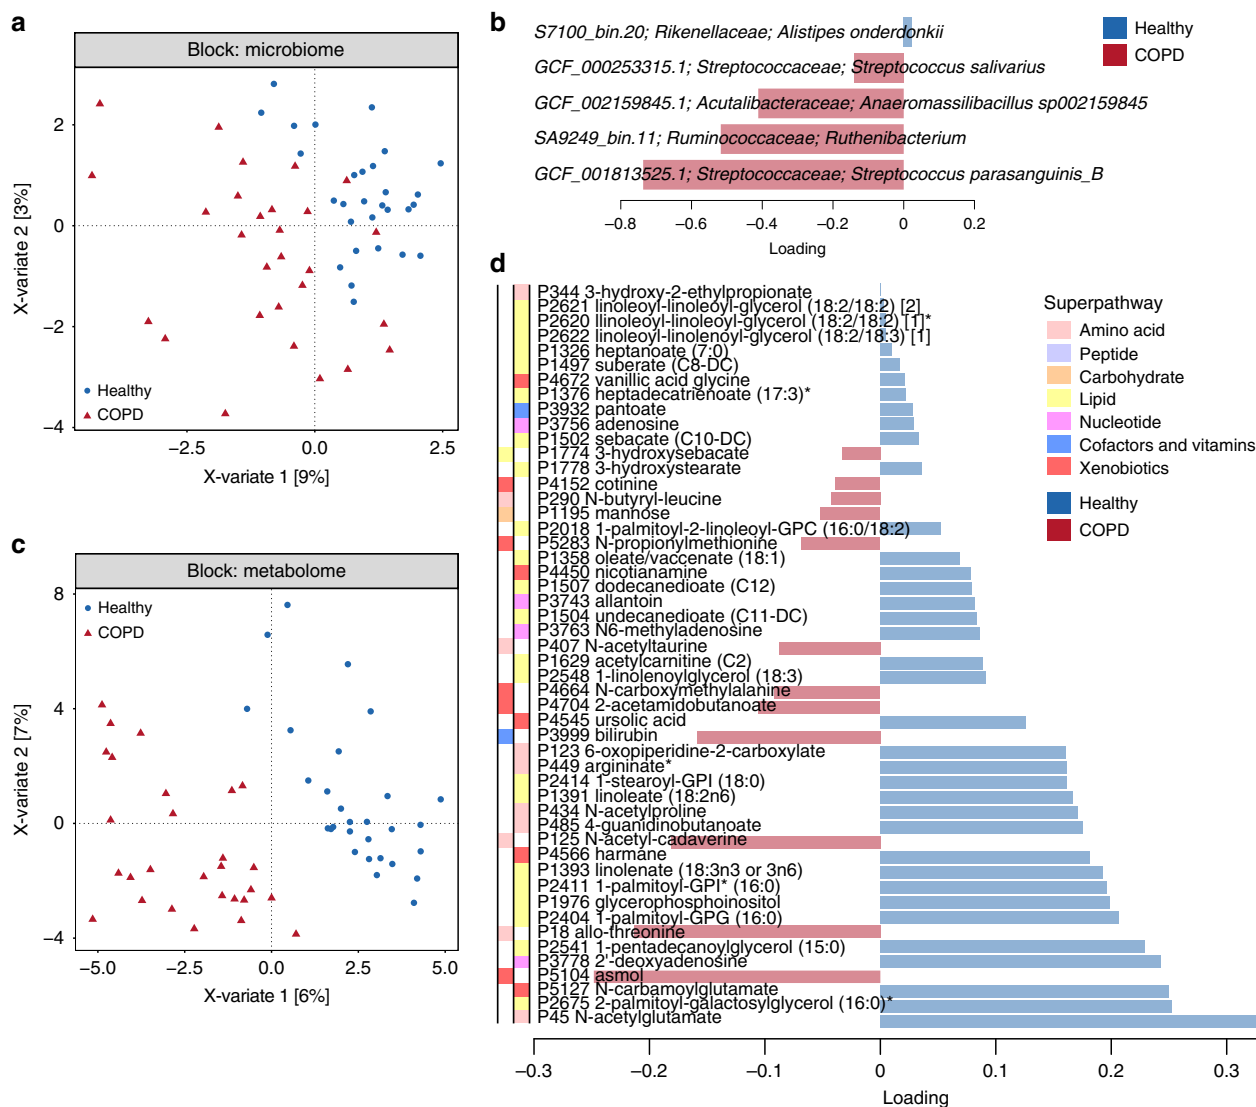 a
Block: microbiome
2
0
−2
−4
X-variate 2 [3%]
Healthy
COPD
−2.5
0.0
2.5
X-variate 1 [9%]
b
S7100_bin.20; Rikenellaceae; Alistipes onderdonkii
GCF_000253315.1; Streptococcaceae; Streptococcus salivarius
GCF_002159845.1; Acutalibacteraceae; Anaeromassilibacillus sp002159845
SA9249_bin.11; Ruminococcaceae; Ruthenibacterium
GCF_001813525.1; Streptococcaceae; Streptococcus parasanguinis_B
−0.8
−0.6
−0.4
−0.2
0
0.2
Loading
Healthy
COPD
c
Block: metabolome
8
4
0
−4
X-variate 2 [7%]
Healthy
COPD
−5.0
−2.5
0.0
2.5
5.0
X-variate 1 [6%]
d
P344 3-hydroxy-2-ethylpropionate
P2621 linoleoyl-linoleoyl-glycerol (18:2/18:2) [2]
P2620 llinoleoyl-linoleoyl-glycerol (18:2/18:2) [1]*
P2622 linoleoyl-linolenoyl-glycerol (18:2/18:3) [1]
P1326 heptanoate (7:0)
P1497 suberate (C8-DC)
P4672 vanillic acid glycine
P1376 heptadecatrienoate (17:3)*
P3932 pantoate
P3756 adenosine
P1502 sebacate (C10-DC)
P1774 3-hydroxysebacate
P1778 3-hydroxystearate
P4152 cotinine
P290 N-butyryl-leucine
P1195 mannose
P2018 1-palmitoyl-2-linoleoyl-GPC (16:0/18:2)
P5283 N-propionylmethionine
P1358 oleate/vaccenate (18:1)
P4450 nicotianamine
P1507 dodecanedioate (C12)
P3743 allantoin
P1504 undecanedioate (C11-DC)
P3763 N6-methyladenosine
P407 N-acetyltaurine
P1629 acetylcarnitine (C2)
P2548 1-linolenoylglycerol (18:3)
P4664 N-carboxymethylalanine
P4704 2-acetamidobutanoate
P4545 ursolic acid
P3999 bilirubin
P123 6-oxopiperidine-2-carboxylate
P449 argininate*
P2414 1-stearoyl-GPI (18:0)
P1391 linoleate (18:2n6)
P434 N-acetylproline
P485 4-guanidinobutanoate
P125 N-acetyl-cadaverine
P4566 harmane
P1393 linolenate (18:3n3 or 3n6)
P2411 1-palmitoyl-GPI* (16:0)
P1976 glycerophosphoinositol
P2404 1-palmitoyl-GPG (16:0)
P18 allo-threonine
P2541 1-pentadecanoylglycerol (15:0)
P3778 2'-deoxyadenosine
P5104 asmol
P5127 N-carbamoylglutamate
P2675 2-palmitoyl-galactosylglycerol (16:0)*
P45 N-acetylglutamate
−0.3
−0.2
−0.1
0
0.1
0.2
0.3
Loading
Superpathway
Amino acid
Peptide
Carbohydrate
Lipid
Nucleotide
Cofactors and vitamins
Xenobiotics
Healthy
COPD